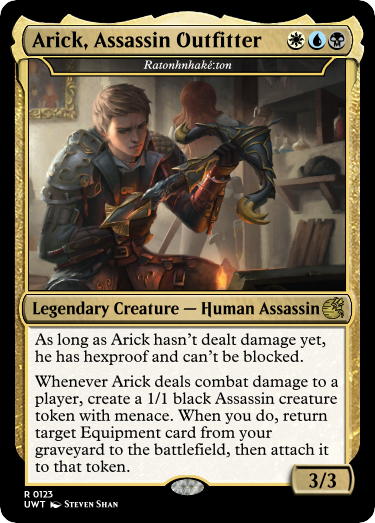 Arick, Assassin Outfitter
Ratonhnhaké:ton
Legendary Creature — Human Assassin
As long as Arick hasn't dealt damage yet,
he has hexproof and can't be blocked.
Whenever Arick deals combat damage to a
player, create a 1/1 black Assassin creature
token with menace. When you do, return
target Equipment card from your
graveyard to the battlefield, then attach it
to that token.
3/3
R 0123
UWT Steven Shan